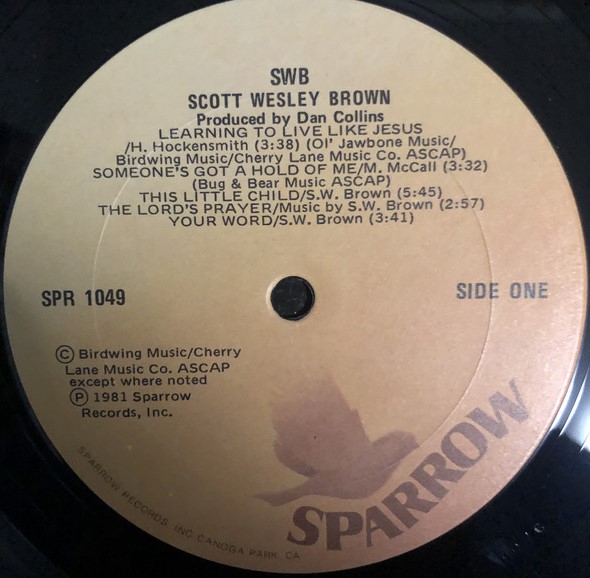 SWB
SCOTT WESLEY BROWN
Produced by Dan Collins
LEARNING TO LIVE LIKE JESUS
/H. Hockensmith (3:38) (Ol' Jawbone Music/
Birdwing Music/Cherry Lane Music Co. ASCAP)
SOMEONE'S GOT A HOLD OF ME/M. McCall (3:32)
(Bug & Bear Music ASCAP)
THIS LITTLE CHILD/S.W. Brown (5:45)
THE LORD'S PRAYER/Music by S.W. Brown (2:57)
YOUR WORD/S.W. Brown (3:41)
SPR 1049
SIDE ONE
© Birdwing Music/Cherry
Lane Music Co. ASCAP
except where noted
℗ 1981 Sparrow
Records, Inc.
SPARROW RECORDS, INC. CANOGA PARK, CA
SPARROW